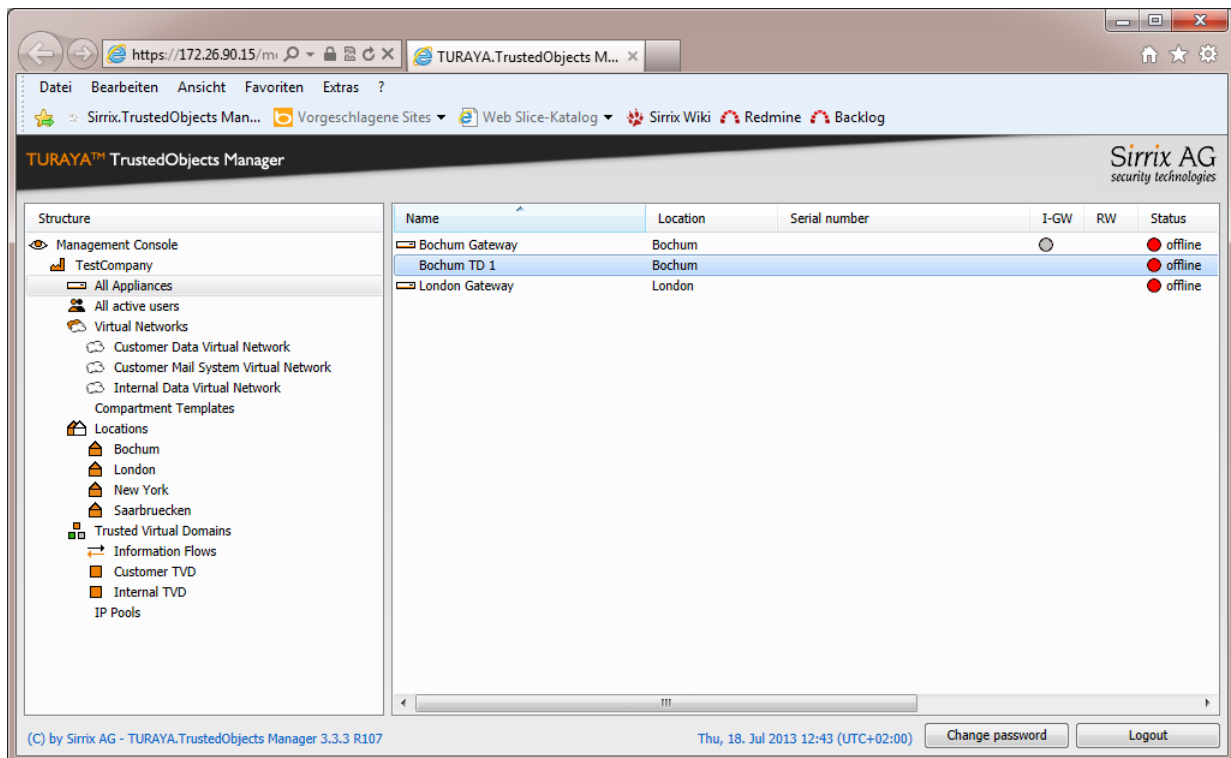 https://172.26.90.15/m
TURAYA.TrustedObjects M...
Datei Bearbeiten Ansicht Favoriten Extras ?
Sirrix.TrustedObjects Man... Vorgeschlagene Sites Web Slice-Katalog Sirrix Wiki Redmine Backlog
TURAYA™ TrustedObjects Manager
Sirrix AG
security technologies
Structure
Management Console
TestCompany
All Appliances
All active users
Virtual Networks
Customer Data Virtual Network
Customer Mail System Virtual Network
Internal Data Virtual Network
Compartment Templates
Locations
Bochum
London
New York
Saarbruecken
Trusted Virtual Domains
Information Flows
Customer TVD
Internal TVD
IP Pools
Name Location Serial number I-GW RW Status
Bochum Gateway Bochum offline
Bochum TD 1 Bochum offline
London Gateway London offline
(C) by Sirrix AG - TURAYA.TrustedObjects Manager 3.3.3 R107
Thu, 18. Jul 2013 12:43 (UTC+02:00)
Change password
Logout